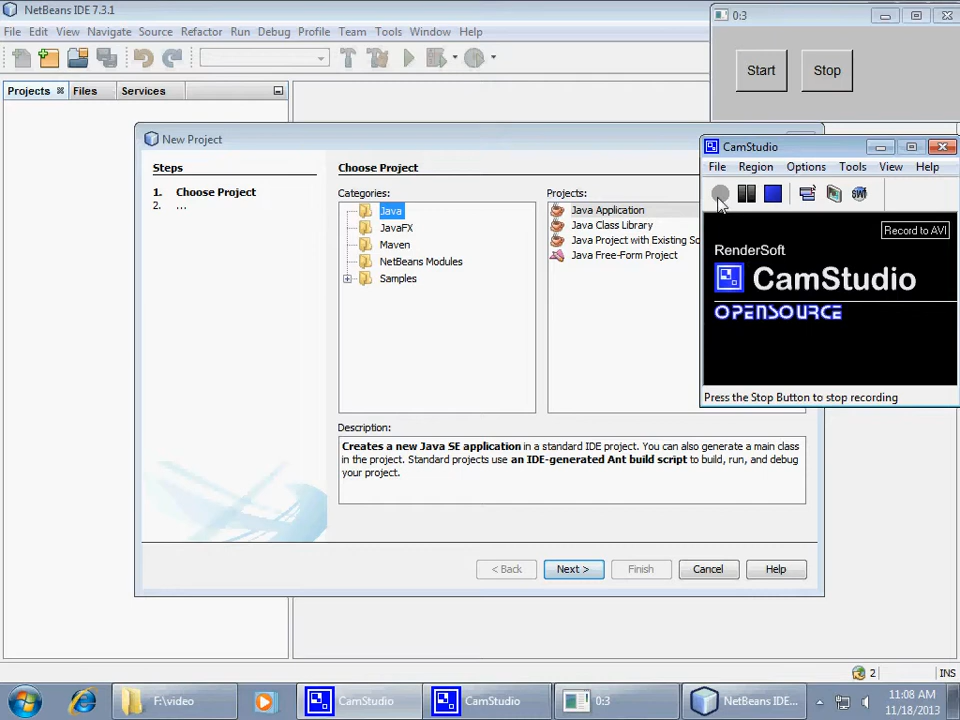 NetBeans IDE 7.3.1
File Edit View Navigate Source Refactor Run Debug Profile Team Tools Window Help
Projects Files Services
0:3
Start Stop
New Project
Steps
1. Choose Project
2. ...
Choose Project
Categories:
Java
JavaFX
Maven
NetBeans Modules
Samples
Projects:
Java Application
Java Class Library
Java Project with Existing So
Java Free-Form Project
Description:
Creates a new Java SE application in a standard IDE project. You can also generate a main class
in the project. Standard projects use an IDE-generated Ant build script to build, run, and debug
your project.
< Back Next > Finish Cancel Help
CamStudio
File Region Options Tools View Help
SWF
Record to AVI
RenderSoft
CamStudio
OPENSOURCE
Press the Stop Button to stop recording
2 INS
F:\video CamStudio CamStudio 0:3 NetBeans IDE...
11:08 AM
11/18/2013